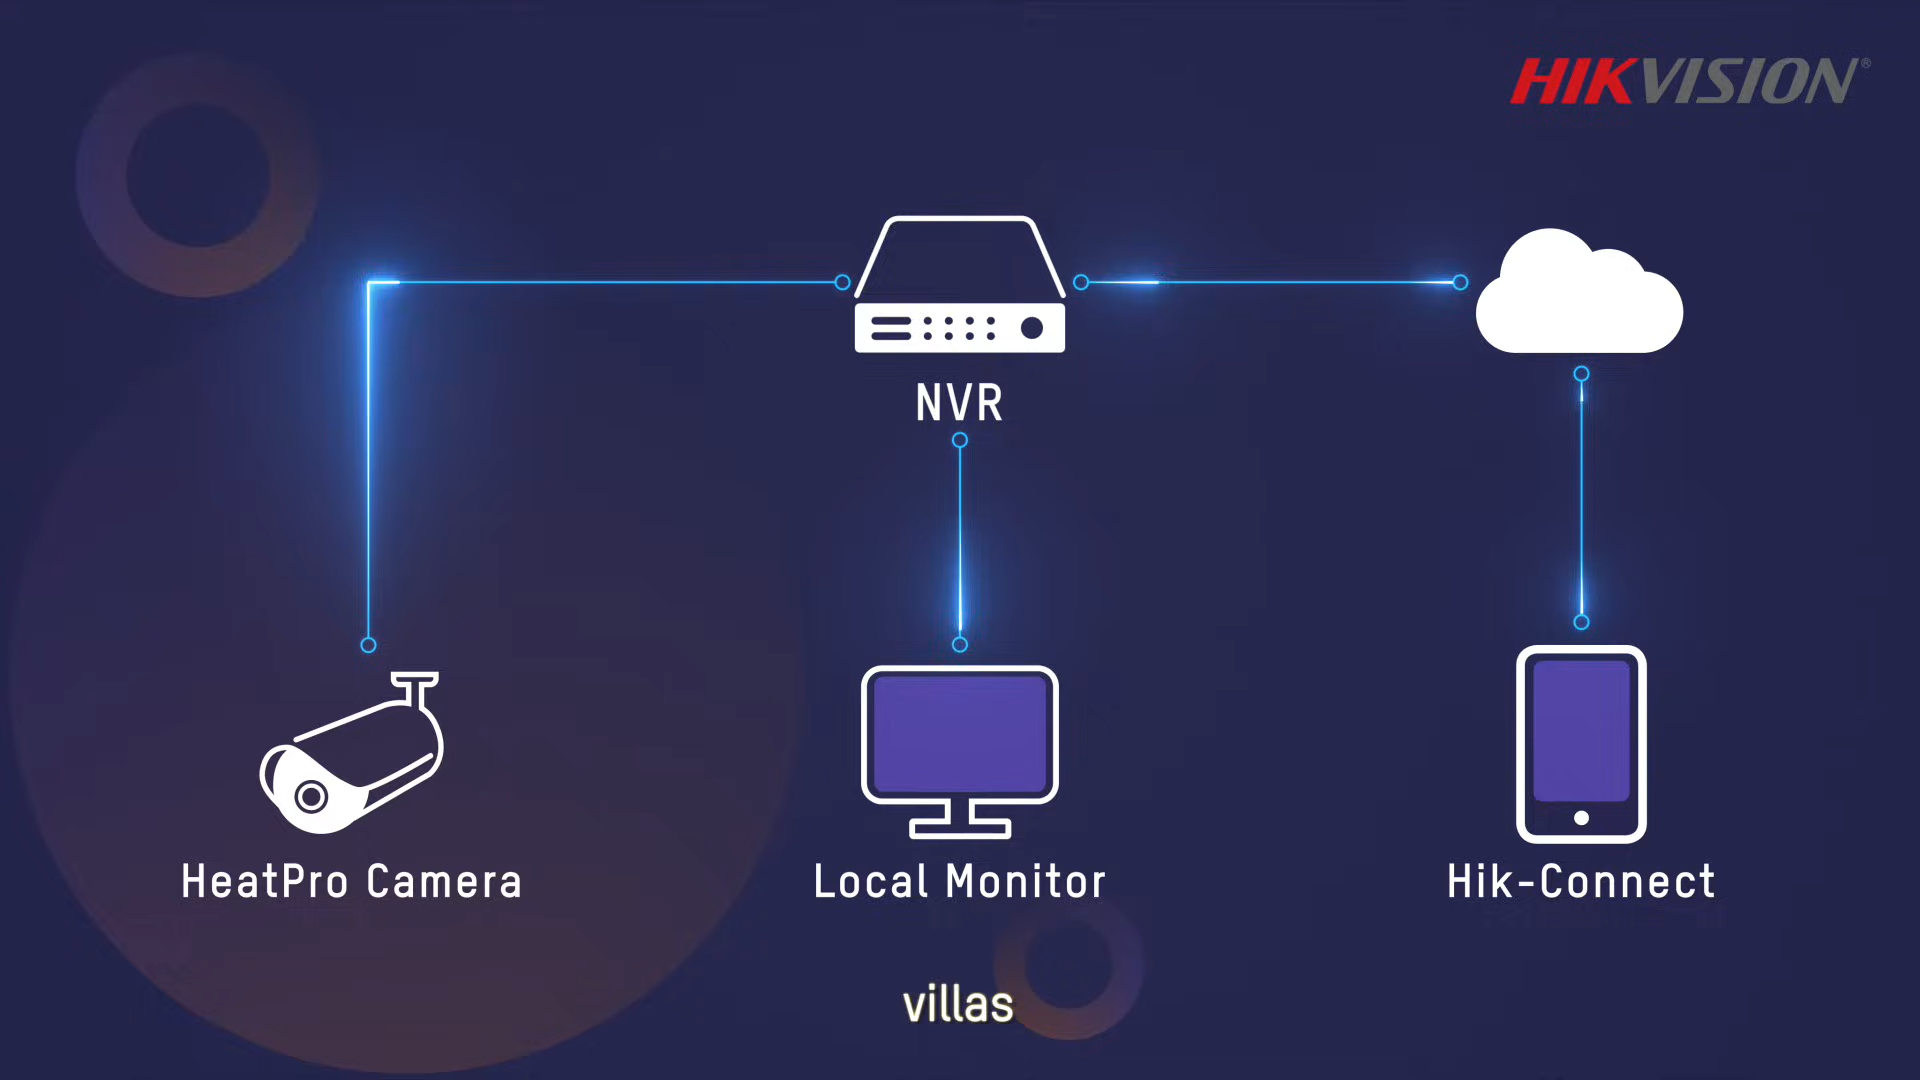 HIKVISION®
NVR
HeatPro Camera
Local Monitor
Hik-Connect
villas